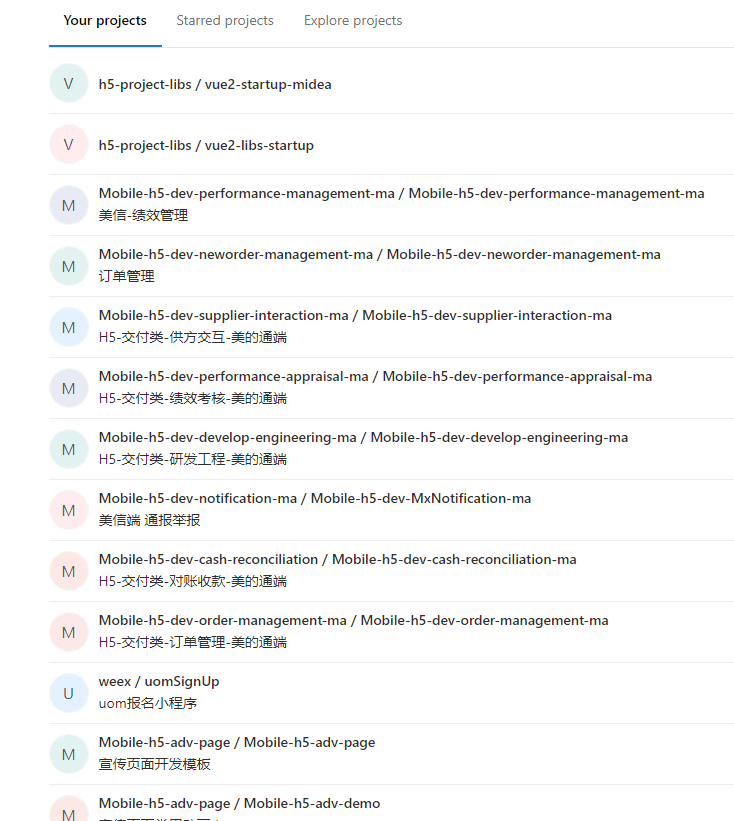 Your projects Starred projects Explore projects
V h5-project-libs / vue2-startup-midea
V h5-project-libs / vue2-libs-startup
M Mobile-h5-dev-performance-management-ma / Mobile-h5-dev-performance-management-ma
美信-绩效管理
M Mobile-h5-dev-neworder-management-ma / Mobile-h5-dev-neworder-management-ma
订单管理
M Mobile-h5-dev-supplier-interaction-ma / Mobile-h5-dev-supplier-interaction-ma
H5-交付类-供方交互-美的通端
M Mobile-h5-dev-performance-appraisal-ma / Mobile-h5-dev-performance-appraisal-ma
H5-交付类-绩效考核-美的通端
M Mobile-h5-dev-develop-engineering-ma / Mobile-h5-dev-develop-engineering-ma
H5-交付类-研发工程-美的通端
M Mobile-h5-dev-notification-ma / Mobile-h5-dev-MxNotification-ma
美信端 通报举报
M Mobile-h5-dev-cash-reconciliation / Mobile-h5-dev-cash-reconciliation-ma
H5-交付类-对账收款-美的通端
M Mobile-h5-dev-order-management-ma / Mobile-h5-dev-order-management-ma
H5-交付类-订单管理-美的通端
U weex / uomSignUp
uom报名小程序
M Mobile-h5-adv-page / Mobile-h5-adv-page
宣传页面开发模板
M Mobile-h5-adv-page / Mobile-h5-adv-demo